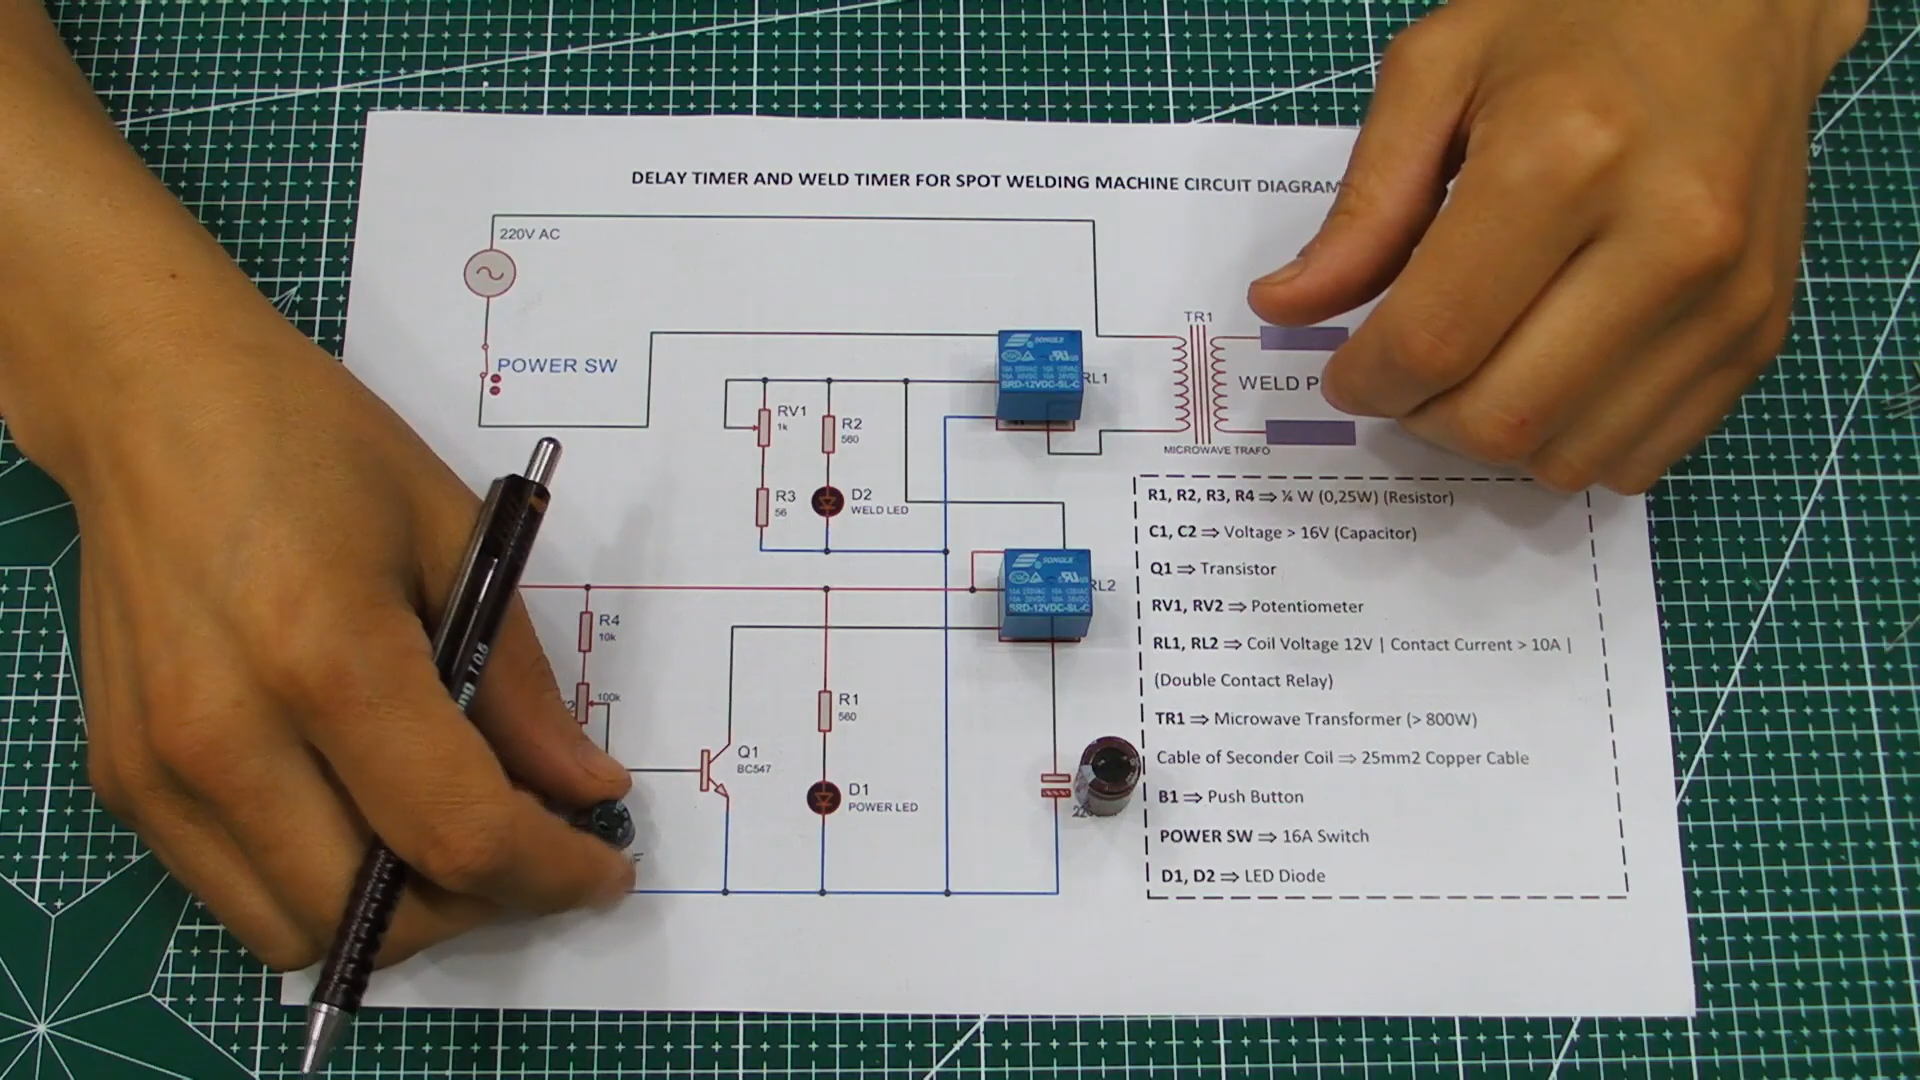 DELAY TIMER AND WELD TIMER FOR SPOT WELDING MACHINE CIRCUIT DIAGRAM
220V AC
POWER SW
TR1
SONGLE
SRD-12VDC-SL-C
RL1
WELD P
MICROWAVE TRAFO
RV1
1k
R2
560
R3
56
D2
WELD LED
SONGLE
SRD-12VDC-SL-C
RL2
R4
10k
100k
R1
560
Q1
BC547
D1
POWER LED
R1, R2, R3, R4 ⇒ ¼ W (0,25W) (Resistor)
C1, C2 ⇒ Voltage > 16V (Capacitor)
Q1 ⇒ Transistor
RV1, RV2 ⇒ Potentiometer
RL1, RL2 ⇒ Coil Voltage 12V | Contact Current > 10A |
(Double Contact Relay)
TR1 ⇒ Microwave Transformer (> 800W)
Cable of Seconder Coil ⇒ 25mm2 Copper Cable
B1 ⇒ Push Button
POWER SW ⇒ 16A Switch
D1, D2 ⇒ LED Diode